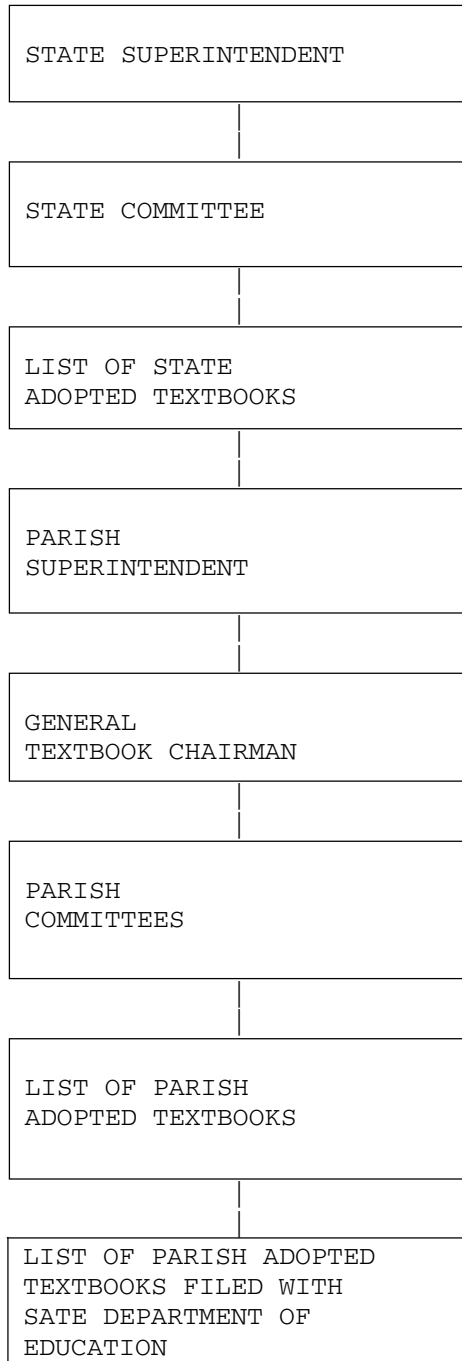 STATE SUPERINTENDENT
STATE COMMITTEE
LIST OF STATE
ADOPTED TEXTBOOKS
PARISH
SUPERINTENDENT
GENERAL
TEXTBOOK CHAIRMAN
PARISH
COMMITTEES
LIST OF PARISH
ADOPTED TEXTBOOKS
LIST OF PARISH ADOPTED
TEXTBOOKS FILED WITH
SATE DEPARTMENT OF
EDUCATION